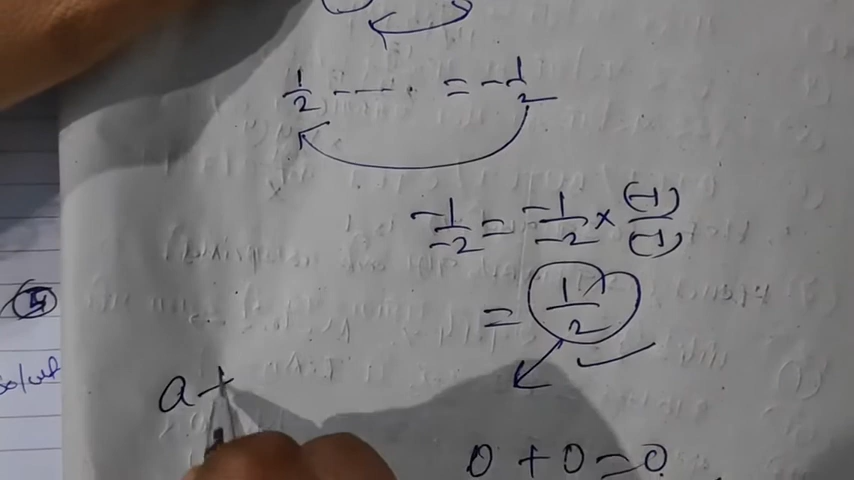 1/2 - — . = -1/2
-1/-2 = -1/-2 × (-1)/(-1)
= 1/2
a +
0 + 0 = 0